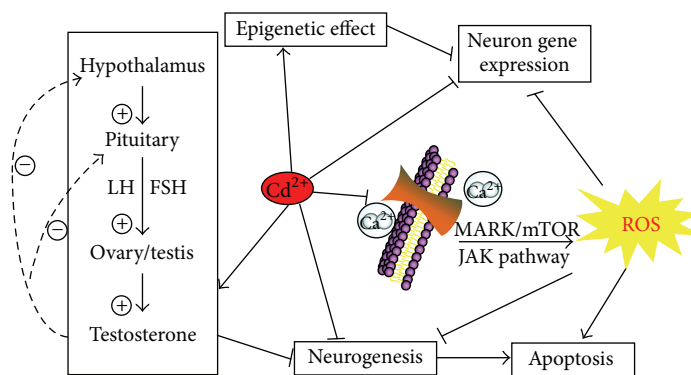 Epigenetic effect
Neuron gene
expression
Hypothalamus
+
Pituitary
−
LH FSH
−
+
Ovary/testis
+
Testosterone
Cd2+
Ca2+
Ca2+
MARK/mTOR
JAK pathway
ROS
Neurogenesis
Apoptosis